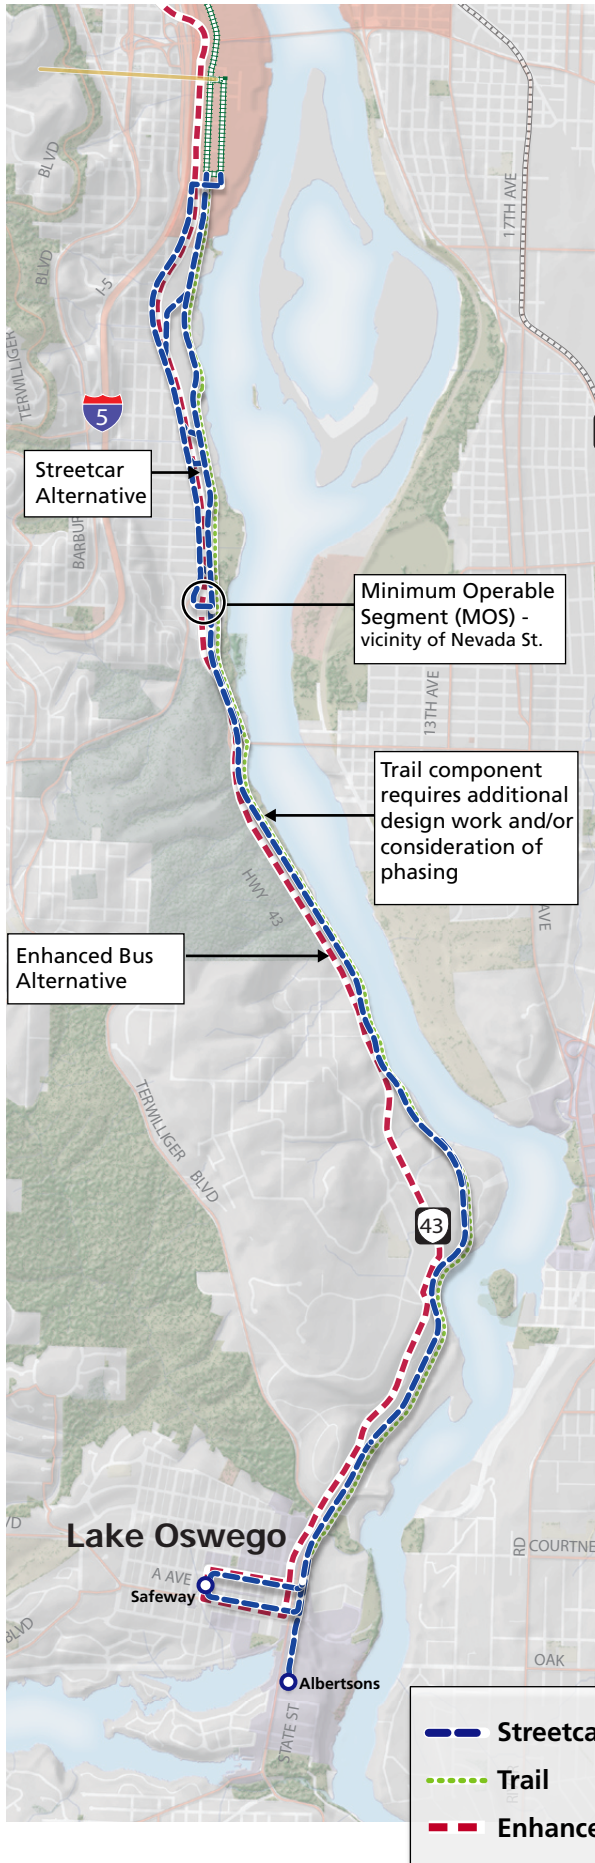 BLVD
17TH AVE
BLVD
I-5
TERWILLIGER
5
Streetcar
Alternative
BARBUR
Minimum Operable
Segment (MOS) -
vicinity of Nevada St.
13TH AVE
Trail component
requires additional
design work and/or
consideration of
phasing
HWY 43
AVE
Enhanced Bus
Alternative
TERWILLIGER BLVD
43
Lake Oswego
A AVE
Safeway
RD
COURTNE
BLVD
OAK
Albertsons
STATE ST
Streetca
Trail
Enhance